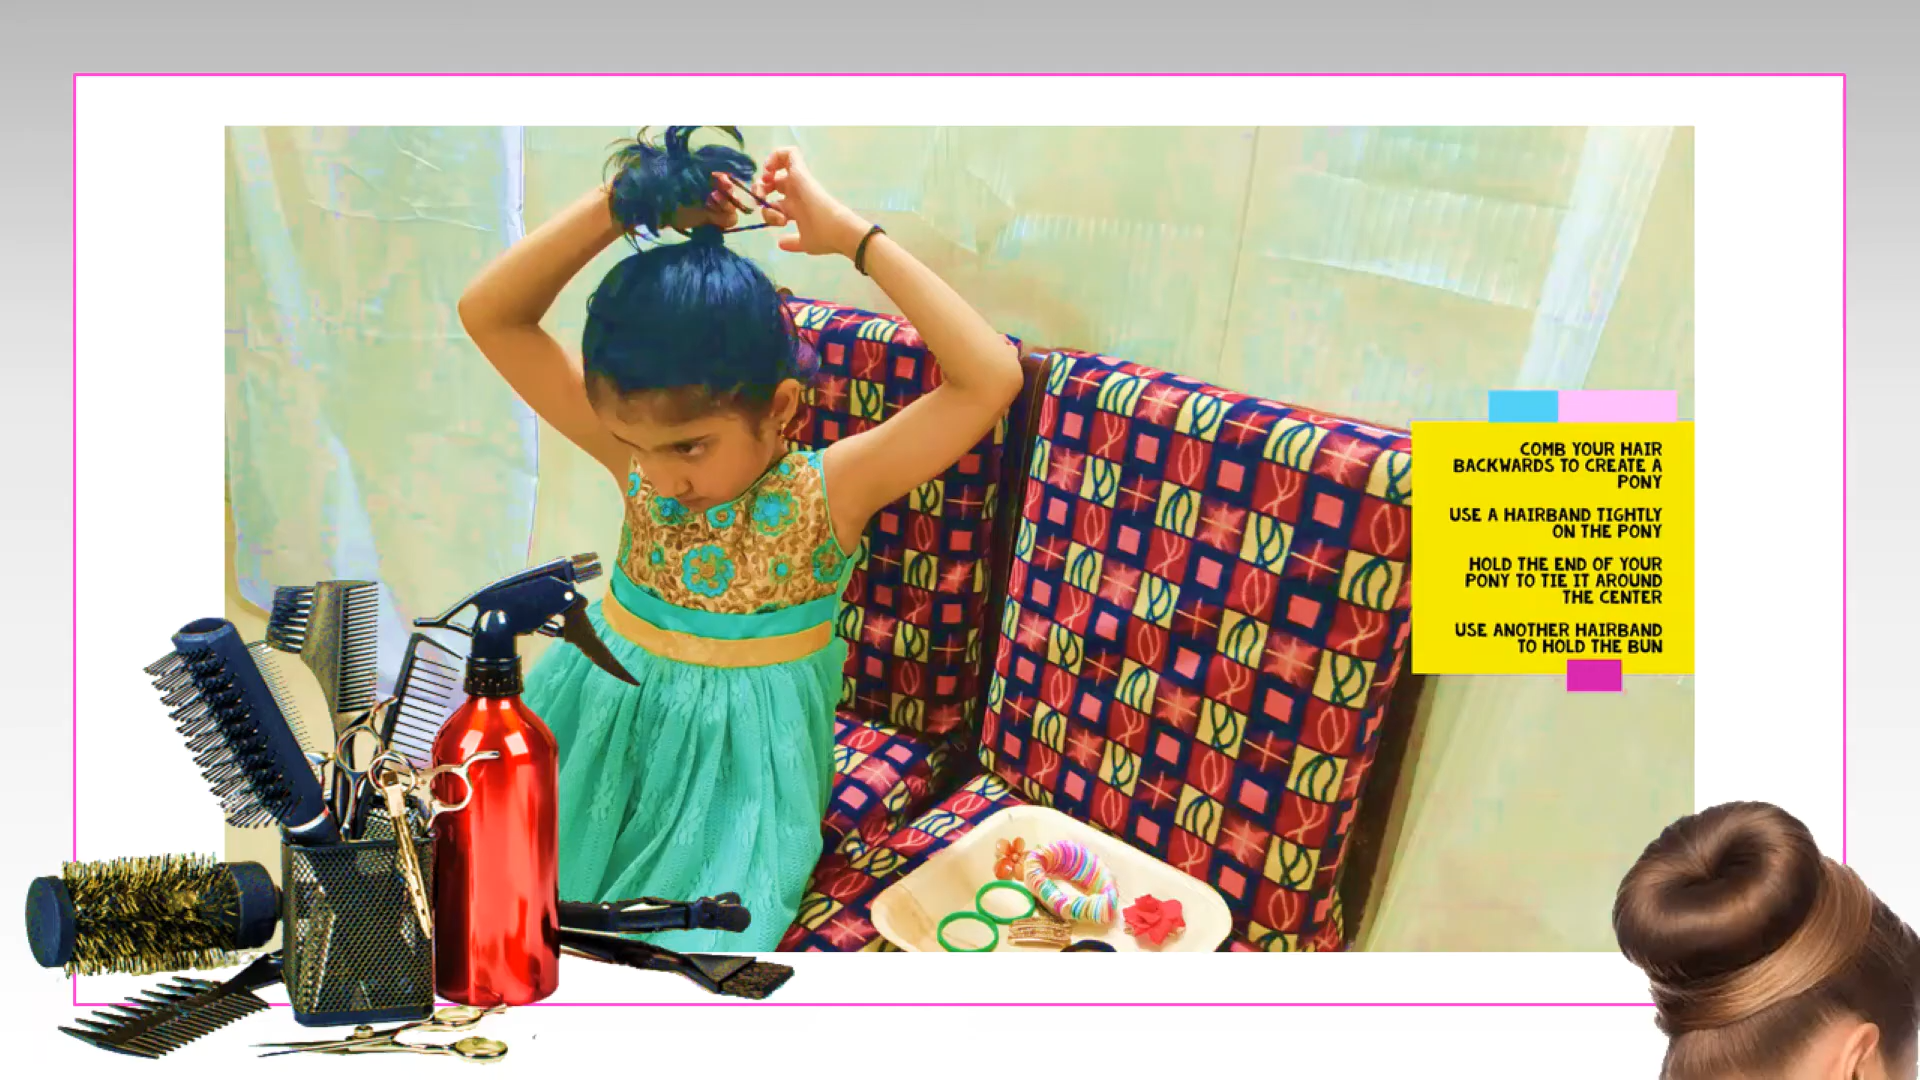 COMB YOUR HAIR
BACKWARDS TO CREATE A
PONY
USE A HAIRBAND TIGHTLY
ON THE PONY
HOLD THE END OF YOUR
PONY TO TIE IT AROUND
THE CENTER
USE ANOTHER HAIRBAND
TO HOLD THE BUN